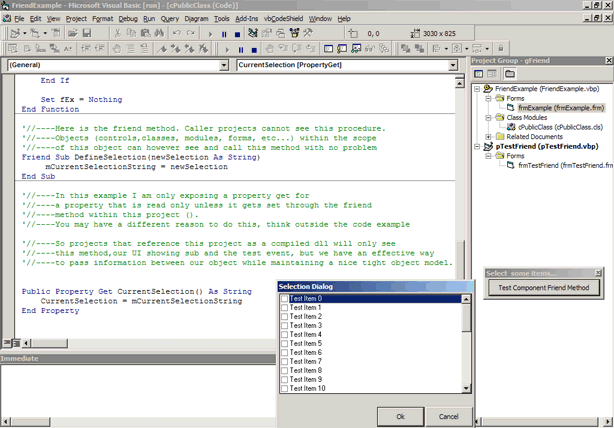 FriendExample - Microsoft Visual Basic [run] - [cPublicClass (Code)]
File Edit View Project Format Debug Run Query Diagram Tools Add-Ins vbCodeShield Window Help
0, 0 3030 x 825
(General) CurrentSelection [PropertyGet]
End If
Set fEx = Nothing
End Function
'//----Here is the friend method. Caller projects cannot see this procedure.
'//----Objects (controls,classes, modules, forms, etc...) within the scope
'//----of this object can however see and call this method with no problem
Friend Sub DefineSelection(newSelection As String)
mCurrentSelectionString = newSelection
End Sub
'//----In this example I am only exposing a property get for
'//----a property that is read only unless it gets set through the friend
'//----method within this project ().
'//----You may have a different reason to do this, think outside the code example
'//----So projects that reference this project as a compiled dll will only see
'//----this method,our UI showing sub and the test event, but we have an effective way
'//----to pass information between our object while maintaining a nice tight object model.
Public Property Get CurrentSelection() As String
CurrentSelection = mCurrentSelectionString
End Property
Immediate
Project Group - gFriend
FriendExample (FriendExample.vbp)
Forms
frmExample (frmExample.frm)
Class Modules
cPublicClass (cPublicClass.cls)
Related Documents
pTestFriend (pTestFriend.vbp)
Forms
frmTestFriend (frmTestFriend.frm
Select some items...
Test Component Friend Method
Selection Dialog
Test Item 0
Test Item 1
Test Item 2
Test Item 3
Test Item 4
Test Item 5
Test Item 6
Test Item 7
Test Item 8
Test Item 9
Test Item 10
Ok
Cancel